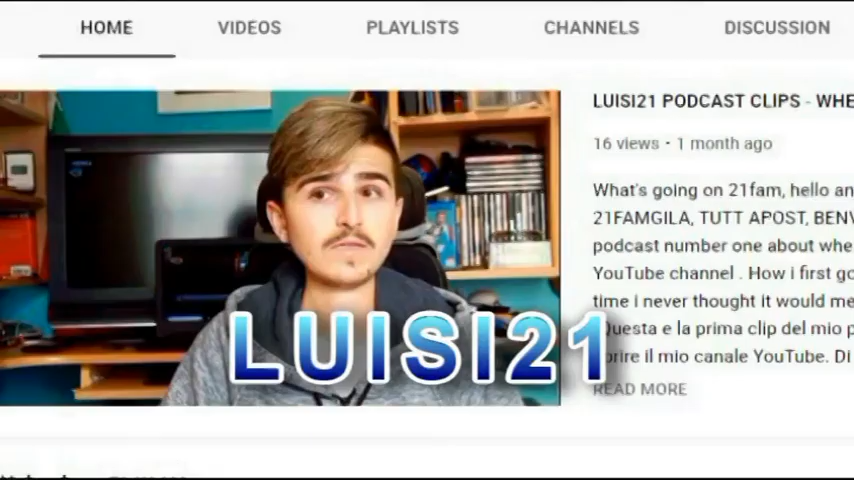 HOME VIDEOS PLAYLISTS CHANNELS DISCUSSION
LUISI21 PODCAST CLIPS - WHE
16 views • 1 month ago
What's going on 21fam, hello an
21FAMGILA, TUTT APOST, BENV
podcast number one about whe
YouTube channel . How i first go
time i never thought it would me
Questa e la prima clip del mio p
prire il mio canale YouTube. Di
READ MORE
LUISI21